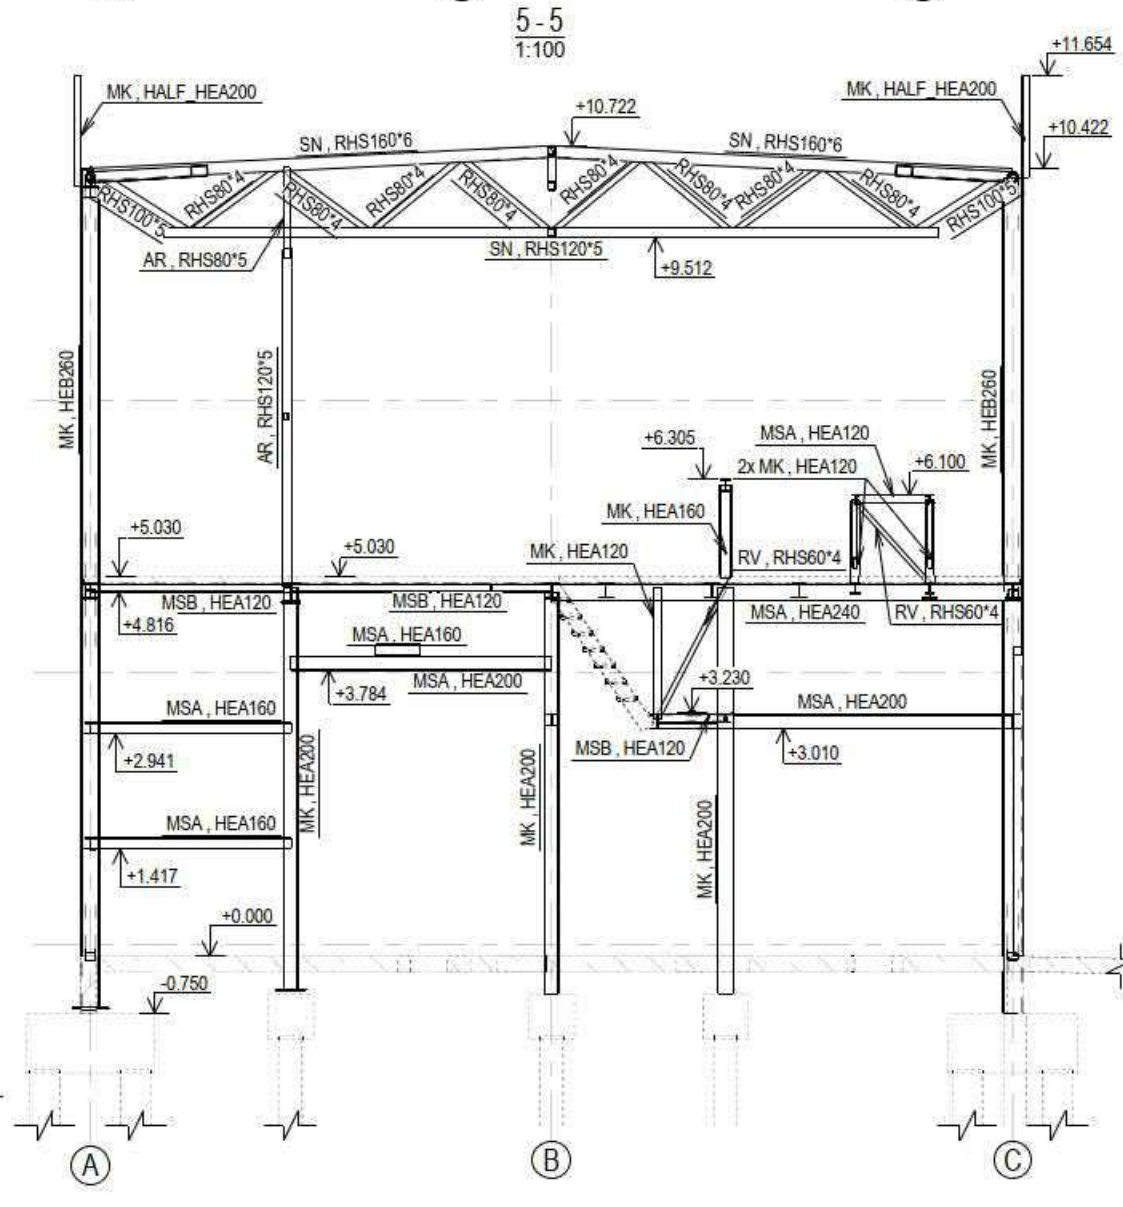 5 - 5
1:100
+11.654
MK , HALF_HEA200
MK , HALF_HEA200
+10.722
+10.422
SN , RHS160*6
SN , RHS160*6
RHS100*5
RHS80*4
RHS80*4
RHS80*4
RHS80*4
RHS80*4
RHS80*4
RHS80*4
RHS80*4
RHS100*5
AR , RHS80*5
SN , RHS120*5
+9.512
MK , HEB260
AR , RHS120*5
MK , HEB260
+6.305
MSA , HEA120
2x MK , HEA120
+6.100
MK , HEA160
+5.030
+5.030
MK , HEA120
RV , RHS60*4
MSB , HEA120
MSB , HEA120
MSA , HEA240
RV , RHS60*4
+4.816
MSA , HEA160
+3.784
MSA , HEA200
+3.230
MSA , HEA160
MSA , HEA200
MSB , HEA120
+2.941
+3.010
MK , HEA200
MK , HEA200
MK , HEA200
MSA , HEA160
+1.417
+0.000
-0.750
A
B
C